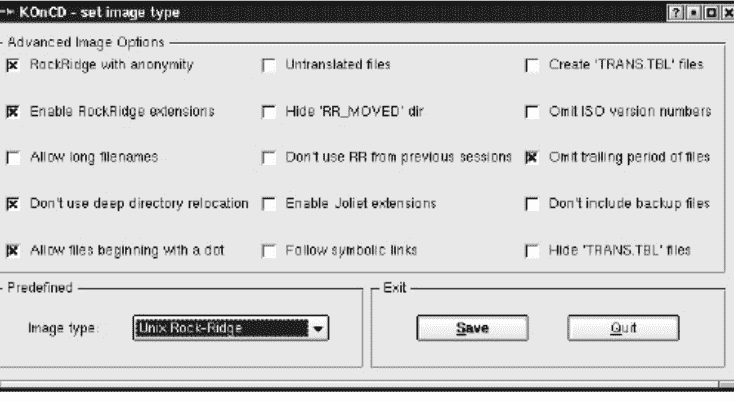 KOnCD - set image type
Advanced Image Options
RockRidge with anonymity Untranslated files Create 'TRANS.TBL' files
Enable RockRidge extensions Hide 'RR_MOVED' dir Omit ISO version numbers
Allow long filenames Don't use RR from previous sessions Omit trailing period of files
Don't use deep directory relocation Enable Joliet extensions Don't include backup files
Allow files beginning with a dot Follow symbolic links Hide 'TRANS.TBL' files
Predefined Exit
Image type: Unix Rock-Ridge Save Quit